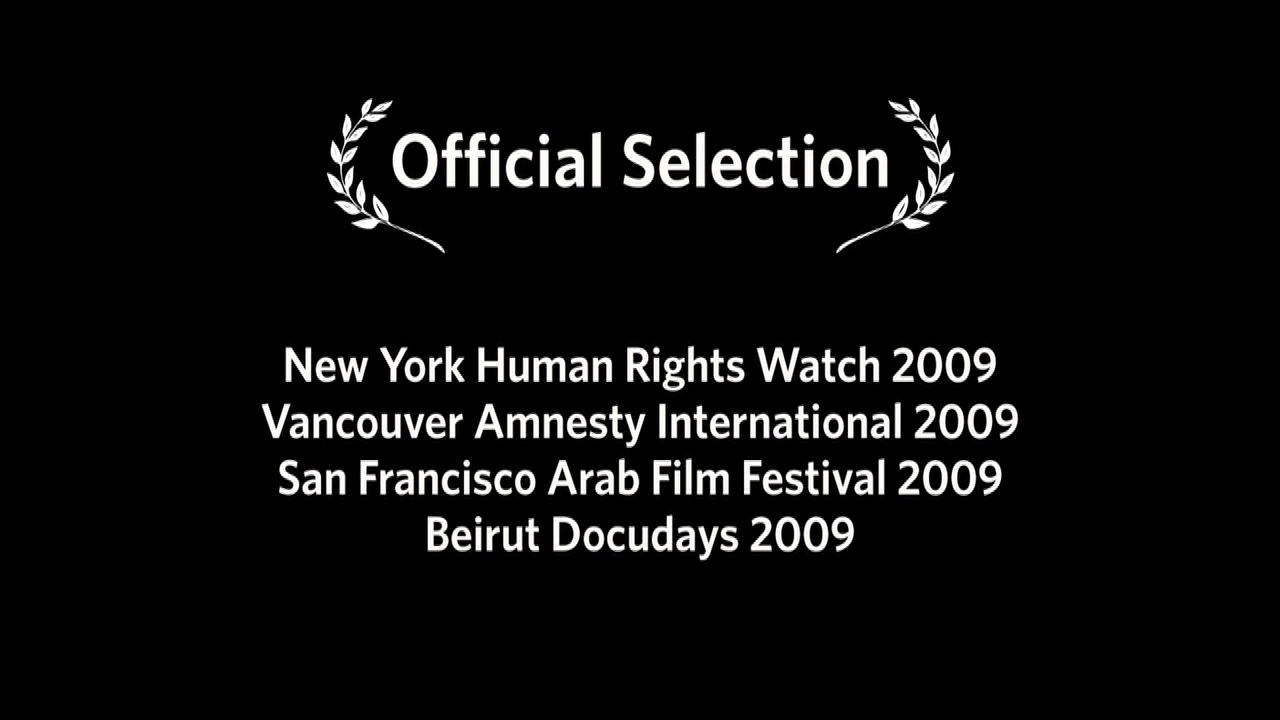 Official Selection
New York Human Rights Watch 2009
Vancouver Amnesty International 2009
San Francisco Arab Film Festival 2009
Beirut Docudays 2009